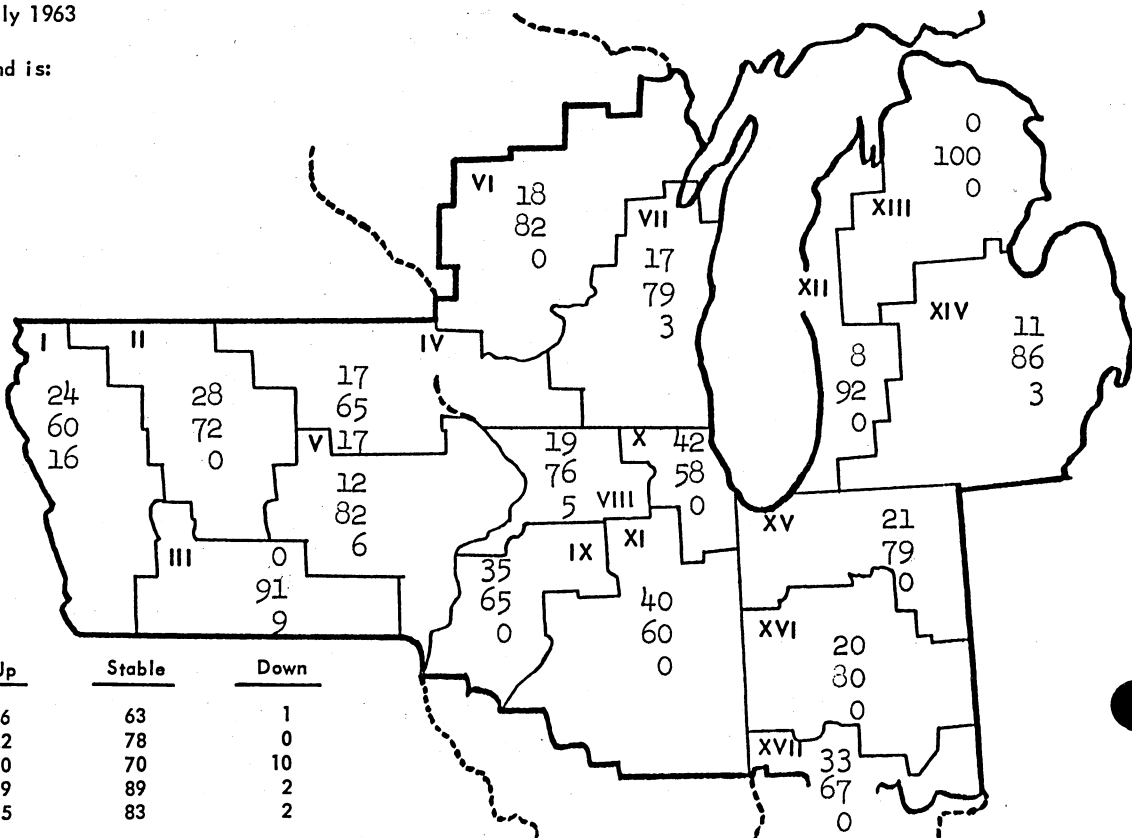 ly 1963
nd is:
0
100
0
VI
18
82
0
XIII
VII
17
79
3
XII
XIV
11
86
3
I
II
IV
24
60
16
28
72
0
17
65
17
8
92
0
V
12
82
6
19
76
5
VIII
X
42
58
0
III
0
91
9
IX
35
65
0
XI
40
60
0
XV
21
79
0
XVI
20
80
0
XVII
33
67
0
Up Stable Down
6 63 1
2 78 0
0 70 10
9 89 2
5 83 2